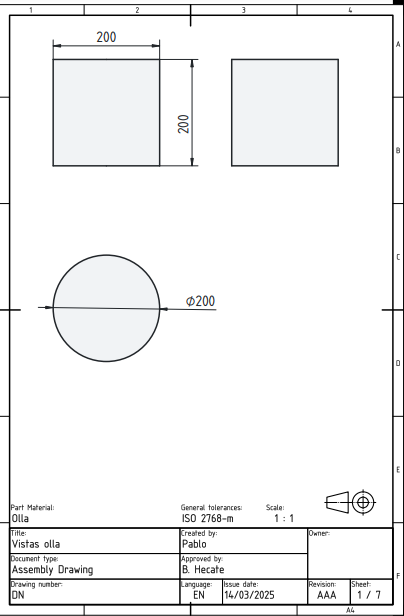 1 2 3 4
A
200
200
B
C
Ø200
D
Part Material: General tolerances: Scale:
Olla ISO 2768-m 1 : 1
Title: Created by: Owner:
Vistas olla Pablo
Document type: Approved by:
Assembly Drawing B. Hecate
F
Drawing number: Language: Issue date: Revision: Sheet:
DN EN 14/03/2025 AAA 1 / 7
A4